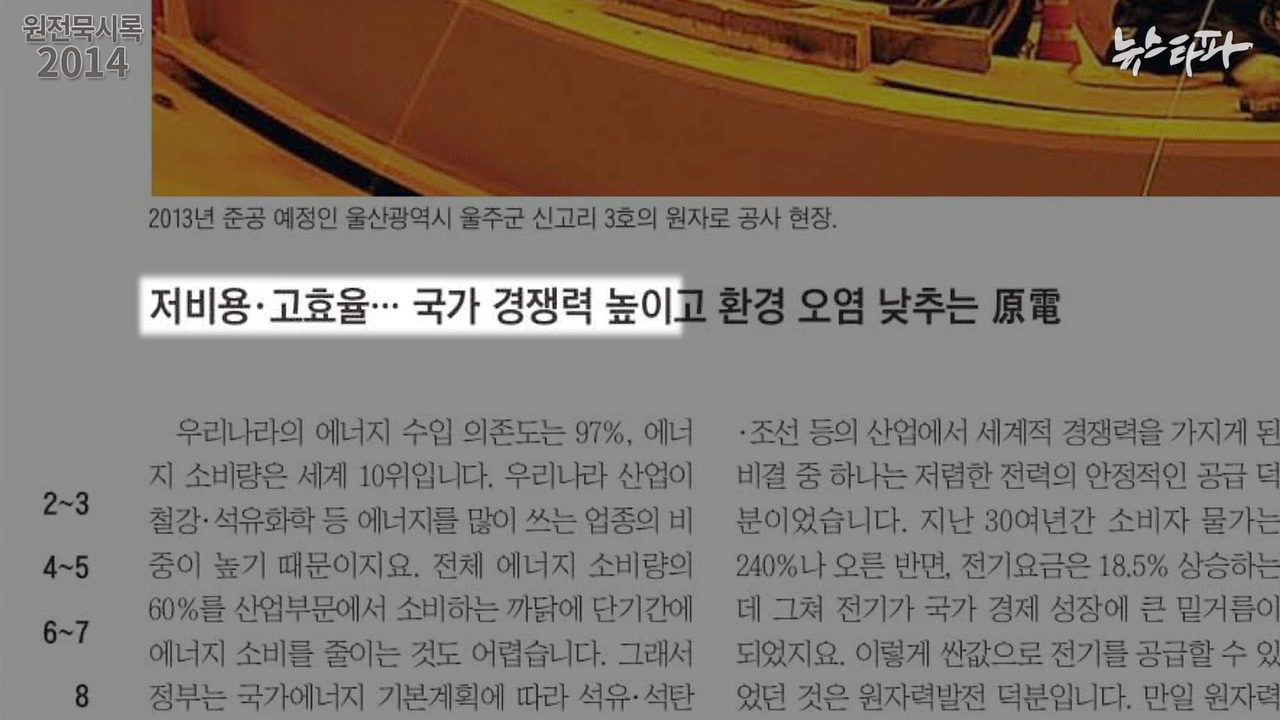 원전묵시록
2014
뉴스타파
2013년 준공 예정인 울산광역시 울주군 신고리 3호의 원자로 공사 현장.
저비용·고효율… 국가 경쟁력 높이고 환경 오염 낮추는 原電
우리나라의 에너지 수입 의존도는 97%, 에너
지 소비량은 세계 10위입니다. 우리나라 산업이
철강·석유화학 등 에너지를 많이 쓰는 업종의 비
중이 높기 때문이지요. 전체 에너지 소비량의
60%를 산업부문에서 소비하는 까닭에 단기간에
에너지 소비를 줄이는 것도 어렵습니다. 그래서
정부는 국가에너지 기본계획에 따라 석유·석탄
·조선 등의 산업에서 세계적 경쟁력을 가지게 된
비결 중 하나는 저렴한 전력의 안정적인 공급 덕
분이었습니다. 지난 30여년간 소비자 물가는
240%나 오른 반면, 전기요금은 18.5% 상승하는
데 그쳐 전기가 국가 경제 성장에 큰 밑거름이
되었지요. 이렇게 싼값으로 전기를 공급할 수 있
었던 것은 원자력발전 덕분입니다. 만일 원자력
2~3
4~5
6~7
8